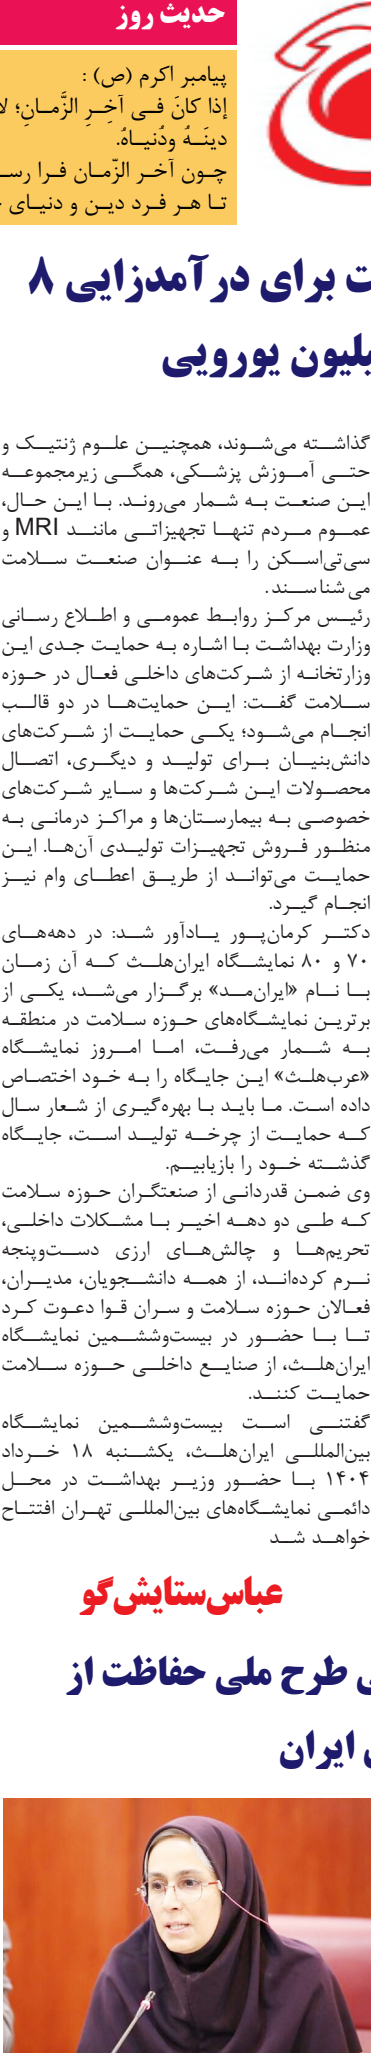 حدیث روز
پیامبر اکرم (ص) :
إذا كانَ فی آخِرِ الزَّمانِ؛ لا
دینَهُ ودُنیاهُ.
چون آخر الزّمان فرا رسد
تا هر فرد دین و دنیای
ت برای درآمدزایی ۸
یلیون یورویی
گذاشته می‌شوند، همچنین علوم ژنتیک و
حتی آموزش پزشکی، همگی زیرمجموعه
این صنعت به شمار می‌روند. با این حال،
عموم مردم تنها تجهیزاتی مانند MRI و
سی‌تی‌اسکن را به عنوان صنعت سلامت
می‌شناسند.
رئیس مرکز روابط عمومی و اطلاع رسانی
وزارت بهداشت با اشاره به حمایت جدی این
وزارتخانه از شرکت‌های داخلی فعال در حوزه
سلامت گفت: این حمایت‌ها در دو قالب
انجام می‌شود؛ یکی حمایت از شرکت‌های
دانش‌بنیان برای تولید و دیگری، اتصال
محصولات این شرکت‌ها و سایر شرکت‌های
خصوصی به بیمارستان‌ها و مراکز درمانی به
منظور فروش تجهیزات تولیدی آن‌ها. این
حمایت می‌تواند از طریق اعطای وام نیز
انجام گیرد.
دکتر کرمان‌پور یادآور شد: در دهه‌های
۷۰ و ۸۰ نمایشگاه ایران‌هلث که آن زمان
با نام «ایران‌مد» برگزار می‌شد، یکی از
برترین نمایشگاه‌های حوزه سلامت در منطقه
به شمار می‌رفت، اما امروز نمایشگاه
«عرب‌هلث» این جایگاه را به خود اختصاص
داده است. ما باید با بهره‌گیری از شعار سال
که حمایت از چرخه تولید است، جایگاه
گذشته خود را بازیابیم.
وی ضمن قدردانی از صنعتگران حوزه سلامت
که طی دو دهه اخیر با مشکلات داخلی،
تحریم‌ها و چالش‌های ارزی دست‌وپنجه
نرم کرده‌اند، از همه دانشجویان، مدیران،
فعالان حوزه سلامت و سران قوا دعوت کرد
تا با حضور در بیست‌وششمین نمایشگاه
ایران‌هلث، از صنایع داخلی حوزه سلامت
حمایت کنند.
گفتنی است بیست‌وششمین نمایشگاه
بین‌المللی ایران‌هلث، یکشنبه ۱۸ خرداد
۱۴۰۴ با حضور وزیر بهداشت در محل
دائمی نمایشگاه‌های بین‌المللی تهران افتتاح
خواهد شد
عباس‌ستایش‌گو
ی طرح ملی حفاظت از
ایران